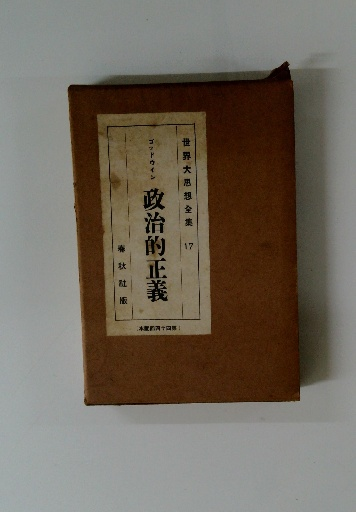 世界大思想全集 17
ゴッドウイン
政治的正義
春秋社版